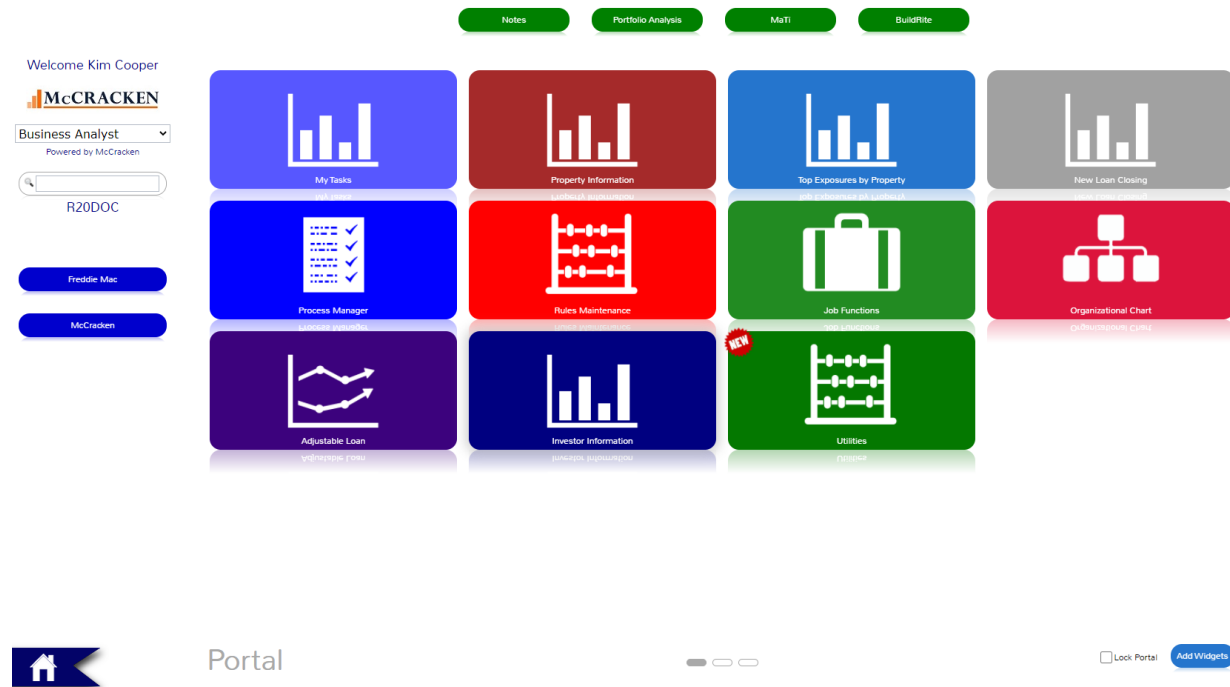 Notes
Portfolio Analysis
MaTi
BuildRite
Welcome Kim Cooper
McCRACKEN
Business Analyst
Powered by McCracken
R20DOC
Freddie Mac
McCracken
My Tasks
Property Information
Top Exposures by Property
New Loan Closing
Process Manager
Rules Maintenance
Job Functions
Organizational Chart
NEW
Adjustable Loan
Investor Information
Utilities
Portal
Lock Portal
Add Widgets